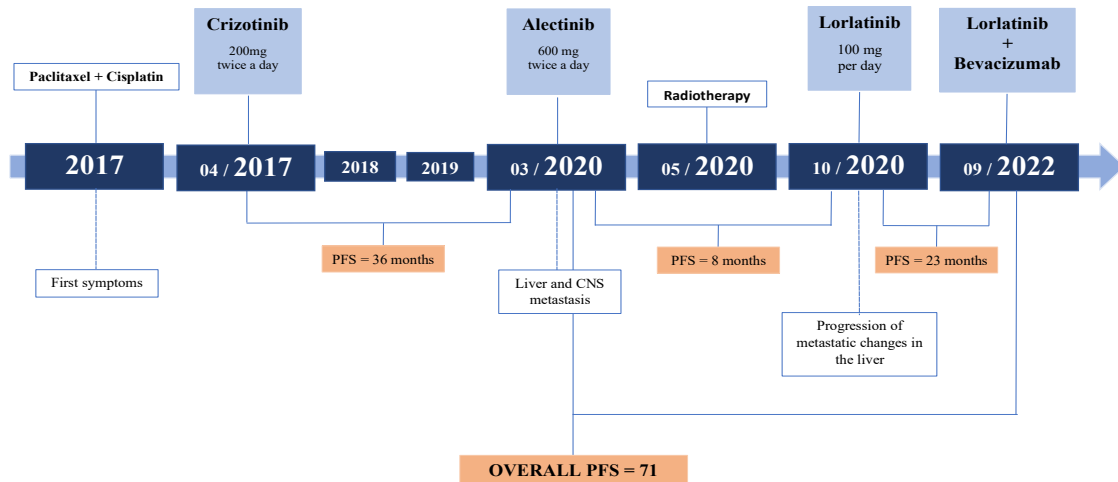 Crizotinib
200mg
twice a day
Alectinib
600 mg
twice a day
Lorlatinib
100 mg
per day
Lorlatinib
+
Bevacizumab
Paclitaxel + Cisplatin
Radiotherapy
2017
04 / 2017
2018
2019
03 / 2020
05 / 2020
10 / 2020
09 / 2022
PFS = 36 months
PFS = 8 months
PFS = 23 months
First symptoms
Liver and CNS
metastasis
Progression of
metastatic changes in
the liver
OVERALL PFS = 71